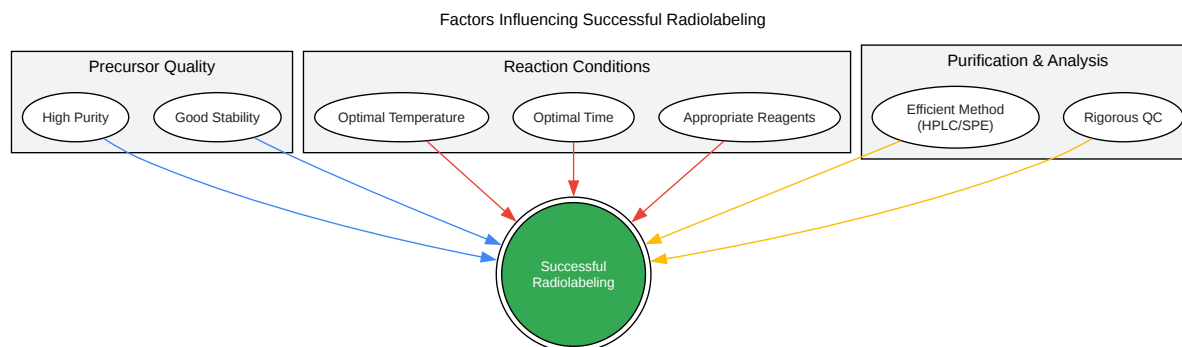 Factors Influencing Successful Radiolabeling
Precursor Quality
High Purity
Good Stability
Reaction Conditions
Optimal Temperature
Optimal Time
Appropriate Reagents
Purification & Analysis
Efficient Method
(HPLC/SPE)
Rigorous QC
Successful
Radiolabeling